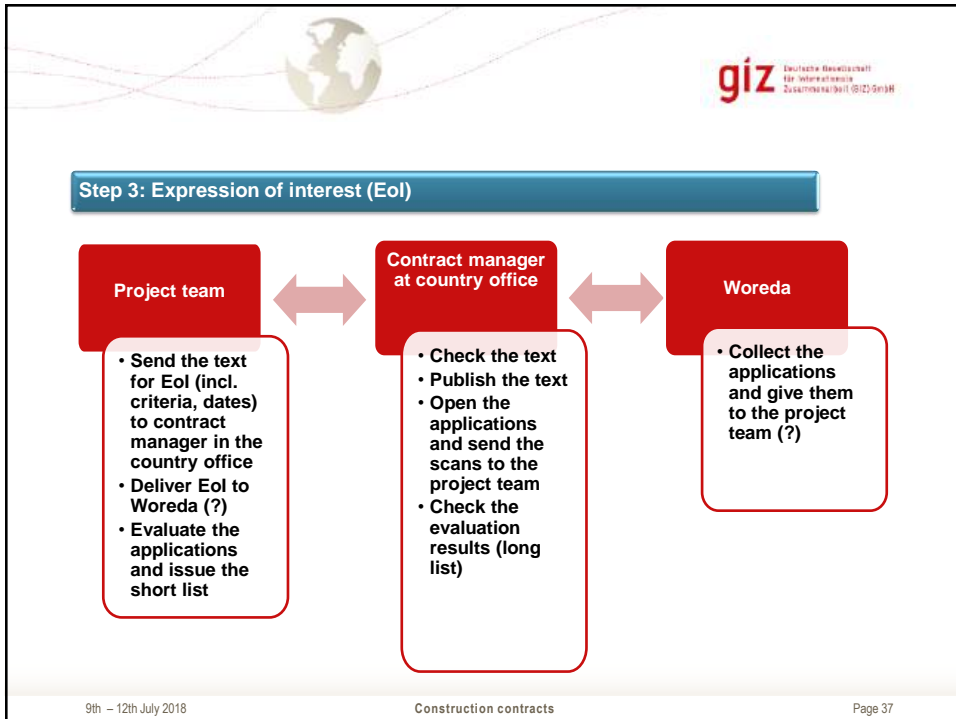 giz
Deutsche Gesellschaft
für Internationale
Zusammenarbeit (GIZ) GmbH
Step 3: Expression of interest (EoI)
Project team
• Send the text
for EoI (incl.
criteria, dates)
to contract
manager in the
country office
• Deliver EoI to
Woreda (?)
• Evaluate the
applications
and issue the
short list
Contract manager
at country office
• Check the text
• Publish the text
• Open the
applications
and send the
scans to the
project team
• Check the
evaluation
results (long
list)
Woreda
• Collect the
applications
and give them
to the project
team (?)
9th – 12th July 2018
Construction contracts
Page 37